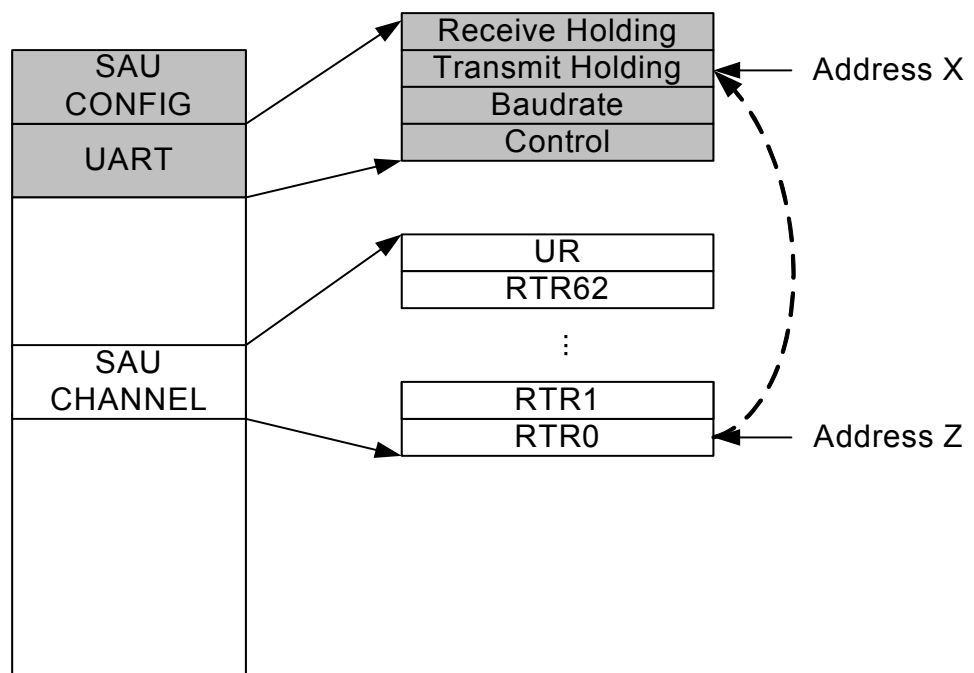 SAU
CONFIG
UART
SAU
CHANNEL
Receive Holding
Transmit Holding
Baudrate
Control
UR
RTR62
...
RTR1
RTR0
Address X
Address Z